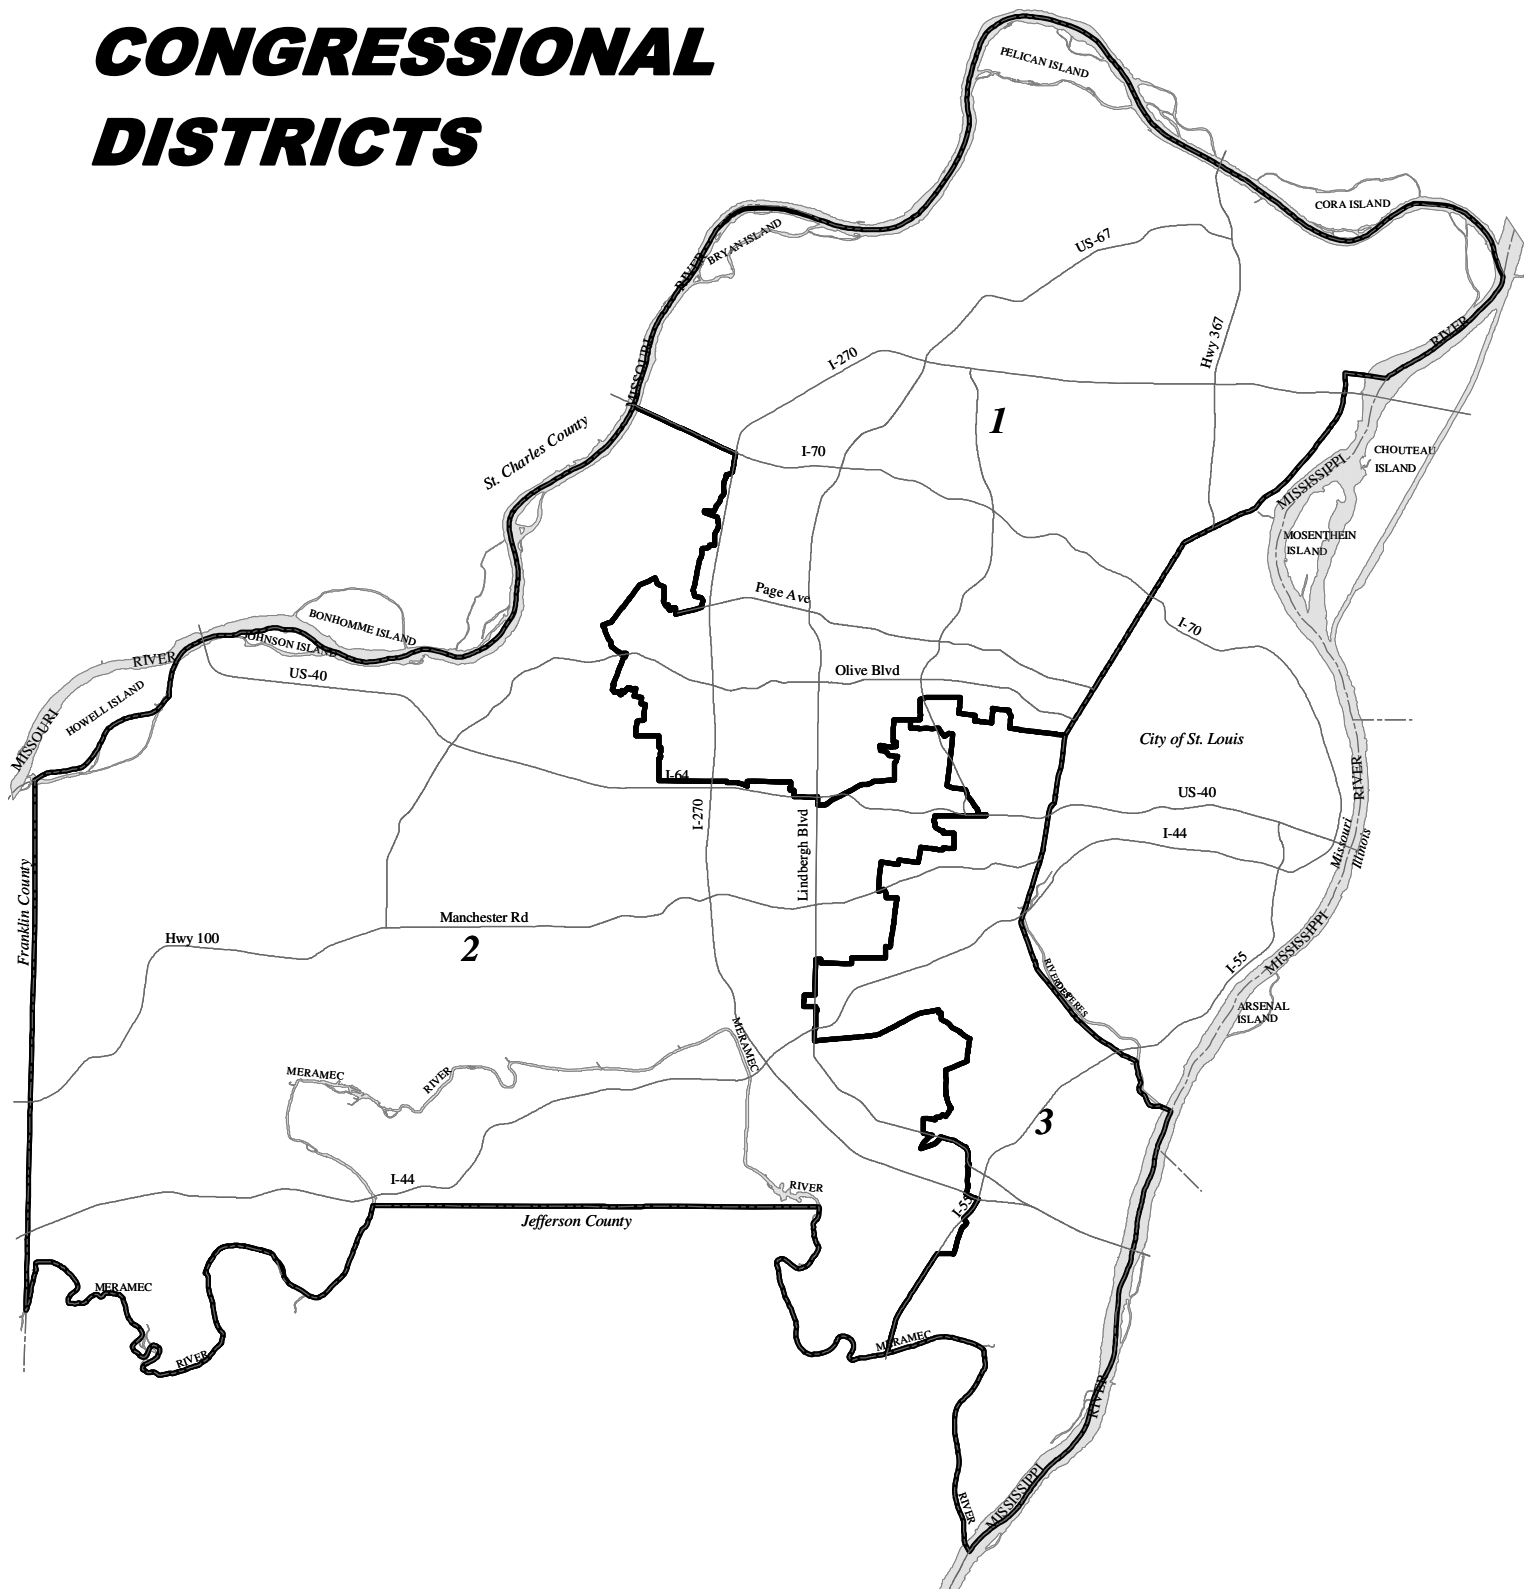 CONGRESSIONAL
DISTRICTS
PELICAN ISLAND
CORA ISLAND
BRYAN ISLAND
US-67
RIVER
RIVER
Hwy 367
I-270
MISSOURI
1
St. Charles County
I-70
CHOUTEAU
ISLAND
MISSISSIPPI
MOSENTHEIN
ISLAND
Page Ave
BONHOMME ISLAND
I-70
JOHNSON ISLAND
RIVER
Olive Blvd
US-40
HOWELL ISLAND
MISSOURI
City of St. Louis
I-64
RIVER
US-40
I-270
Lindbergh Blvd
I-44
Missouri
Illinois
Franklin County
Manchester Rd
Hwy 100
2
MISSISSIPPI
I-55
RIVER DES PERES
ARSENAL
ISLAND
MERAMEC
MERAMEC
RIVER
3
I-44
RIVER
I-55
Jefferson County
MERAMEC
MERAMEC
RIVER
RIVER
MISSISSIPPI
RIVER